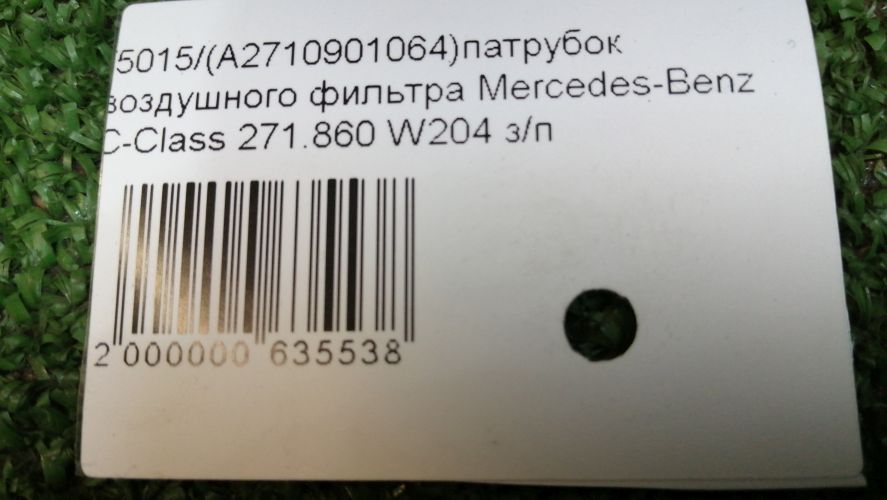 5015/(A2710901064)патрубок
воздушного фильтра Mercedes-Benz
C-Class 271.860 W204 з/п
2 000000 635538